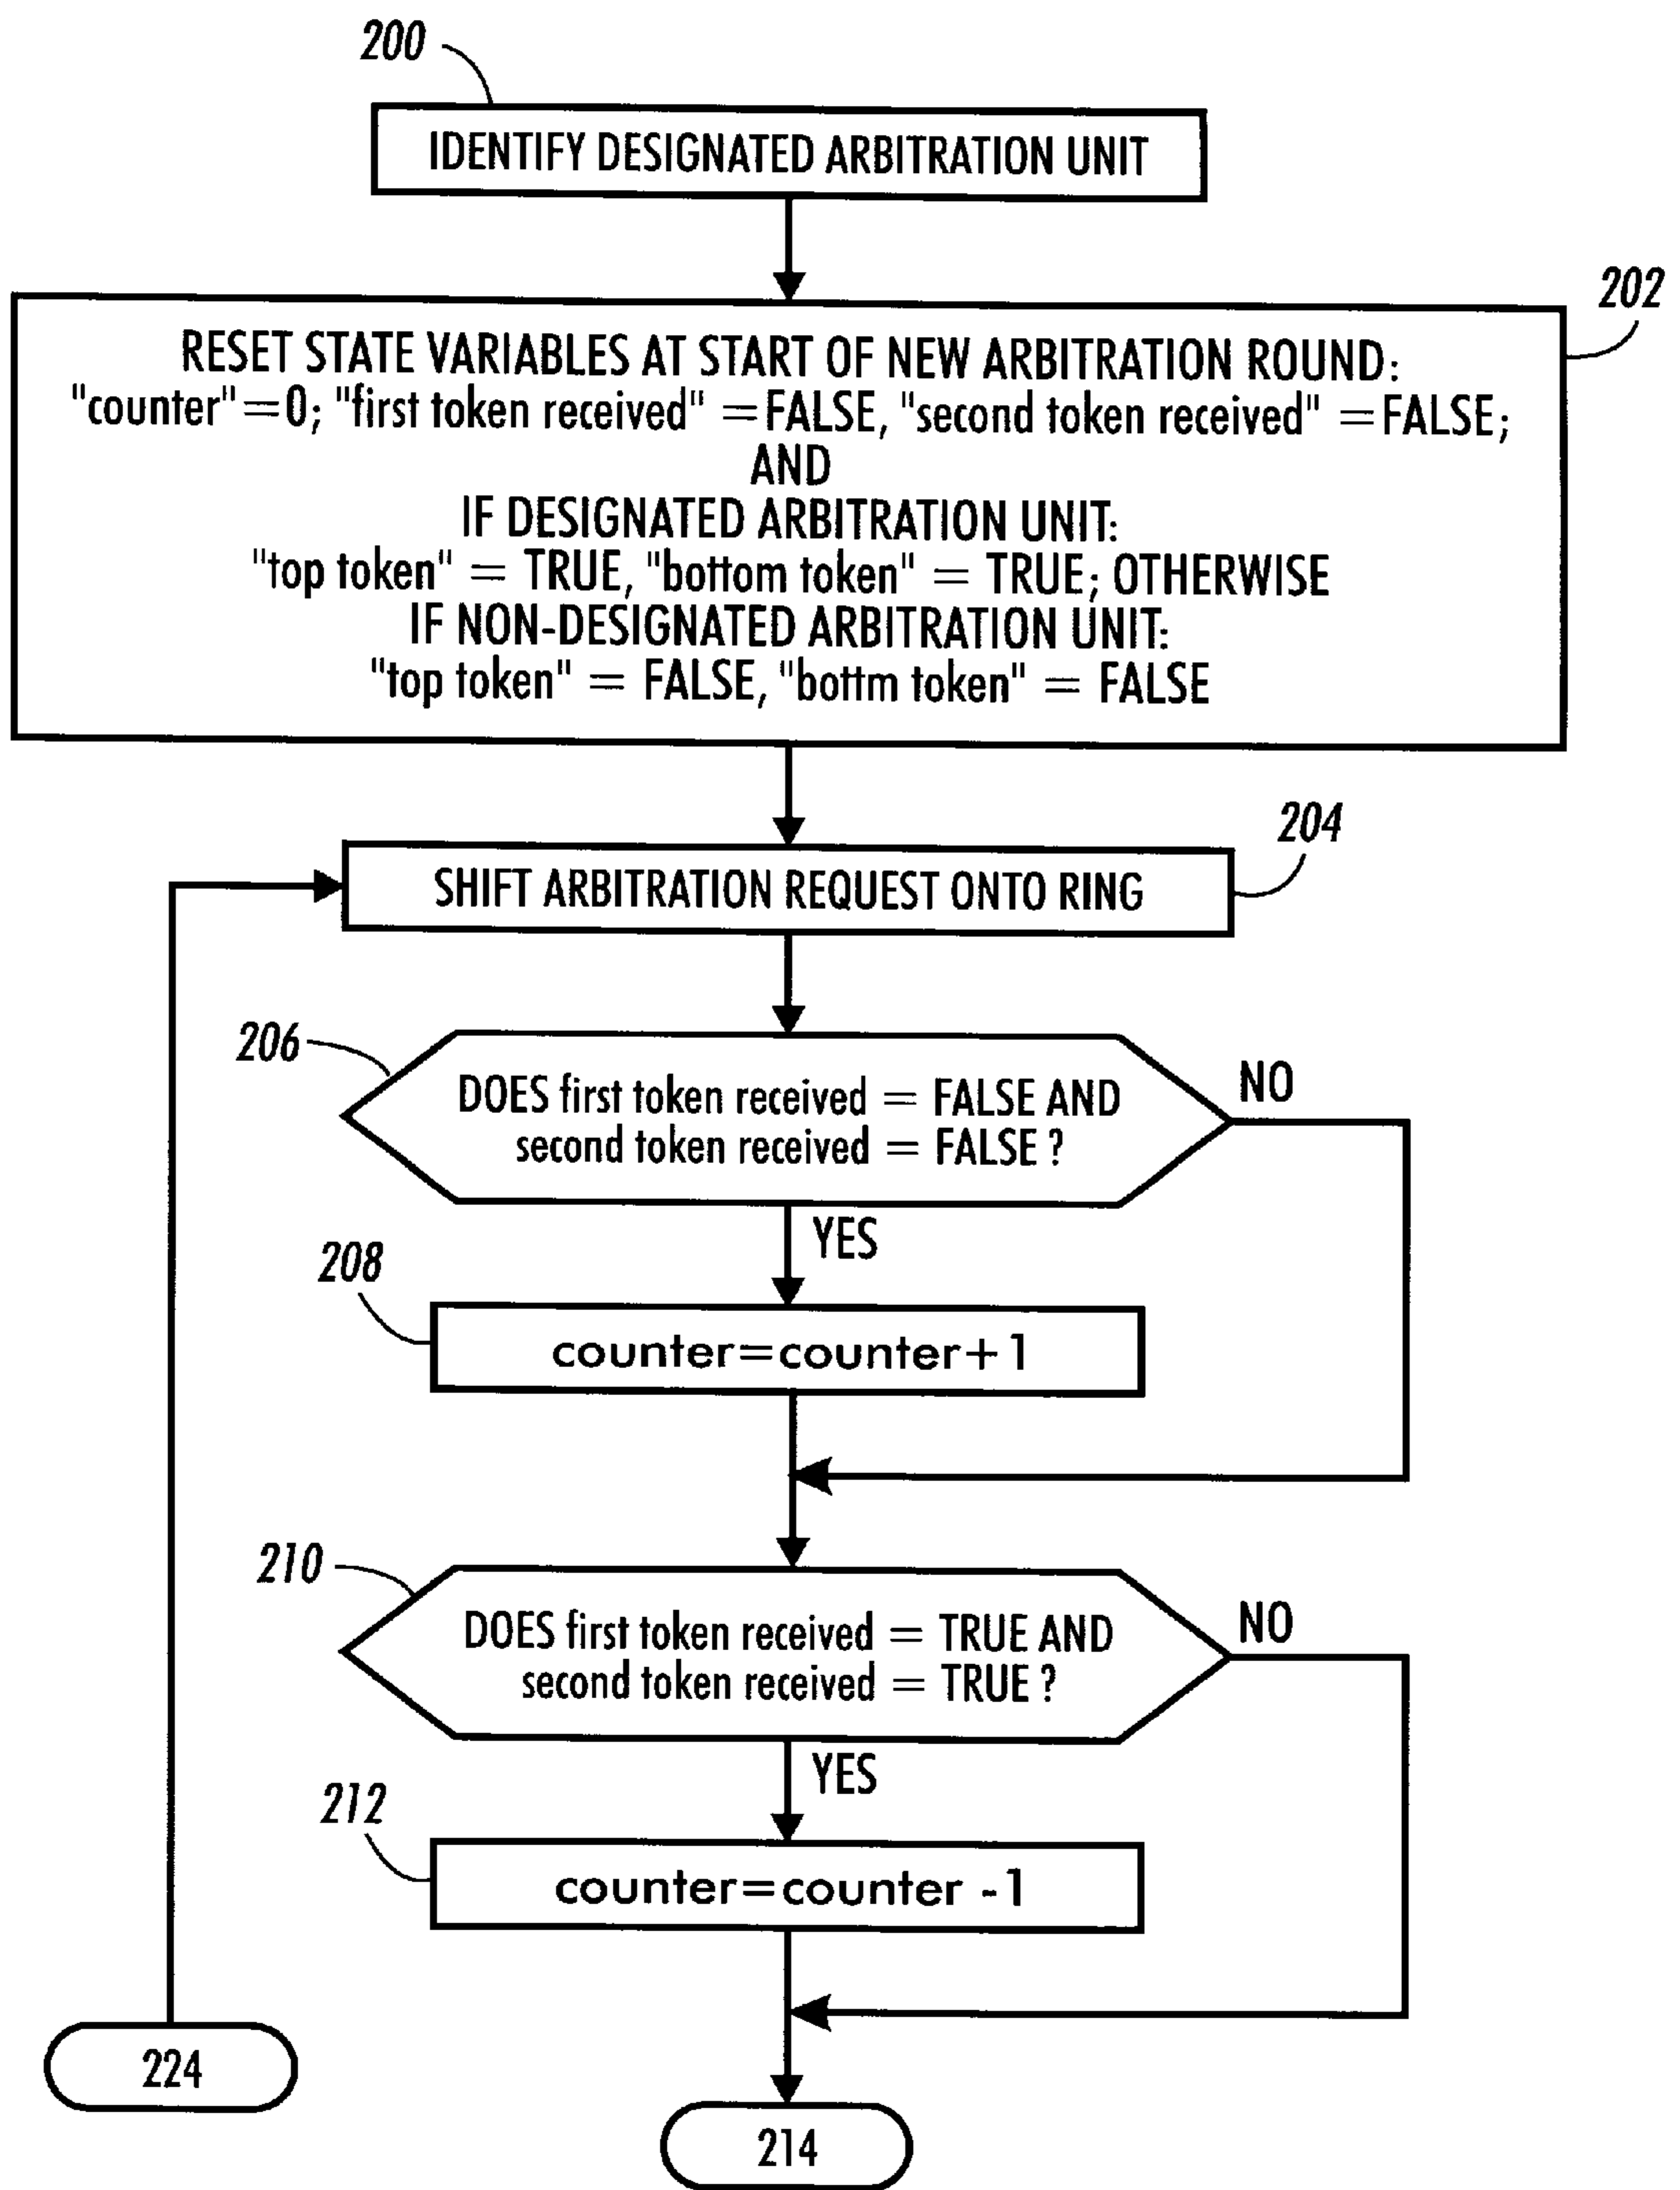 200
IDENTIFY DESIGNATED ARBITRATION UNIT
202
RESET STATE VARIABLES AT START OF NEW ARBITRATION ROUND:
"counter"=0; "first token received" =FALSE, "second token received" =FALSE;
AND
IF DESIGNATED ARBITRATION UNIT:
"top token" = TRUE, "bottom token" = TRUE; OTHERWISE
IF NON-DESIGNATED ARBITRATION UNIT:
"top token" = FALSE, "bottm token" = FALSE
204
SHIFT ARBITRATION REQUEST ONTO RING
206
DOES first token received = FALSE AND
second token received = FALSE ?
NO
YES
208
counter=counter+1
210
DOES first token received = TRUE AND
second token received = TRUE ?
NO
YES
212
counter=counter -1
224
214